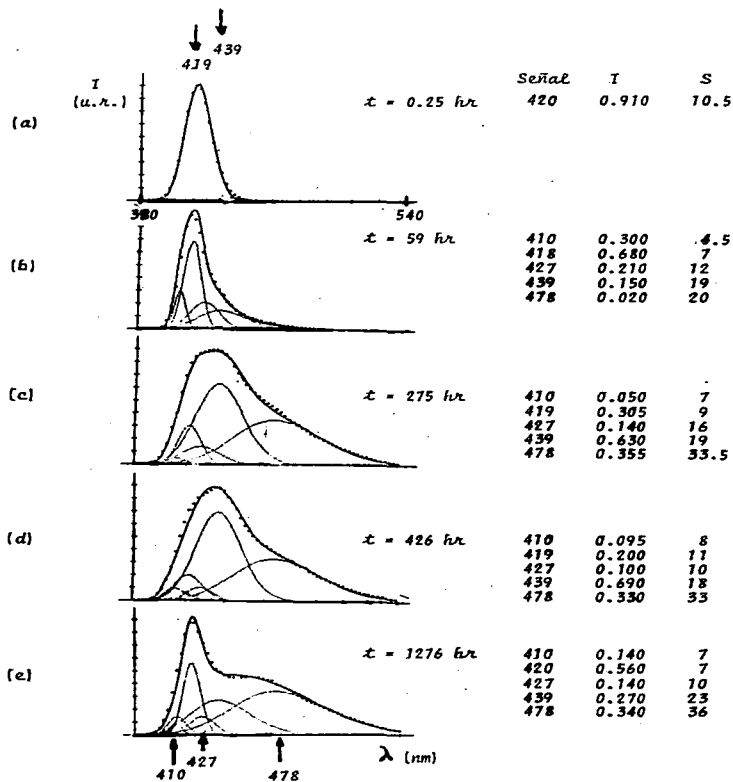 439
419
Señal I S
I
(u.r.)
(a)
t = 0.25 hr
420 0.910 10.5
540
(b)
t = 59 hr
410 0.300 4.5
418 0.680 7
427 0.210 12
439 0.150 19
478 0.020 20
(c)
t = 275 hr
410 0.050 7
419 0.305 9
427 0.140 16
439 0.630 19
478 0.355 33.5
(d)
t = 426 hr
410 0.095 8
419 0.200 11
427 0.100 10
439 0.690 18
478 0.330 33
(e)
t = 1276 hr
410 0.140 7
420 0.560 7
427 0.140 10
439 0.270 23
478 0.340 36
λ (nm)
427
410
478